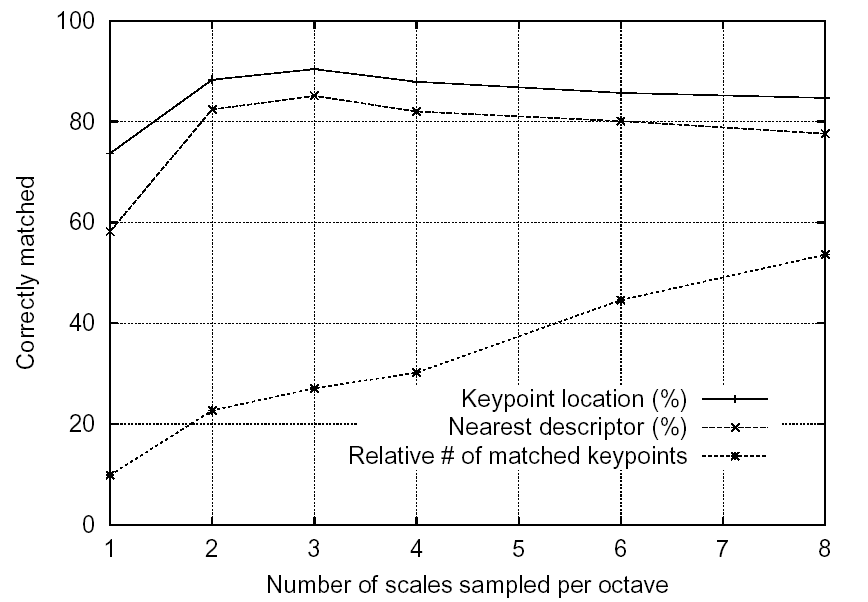 100
80
60
40
20
0
Correctly matched
Keypoint location (%)
Nearest descriptor (%)
Relative # of matched keypoints
1 2 3 4 5 6 7 8
Number of scales sampled per octave